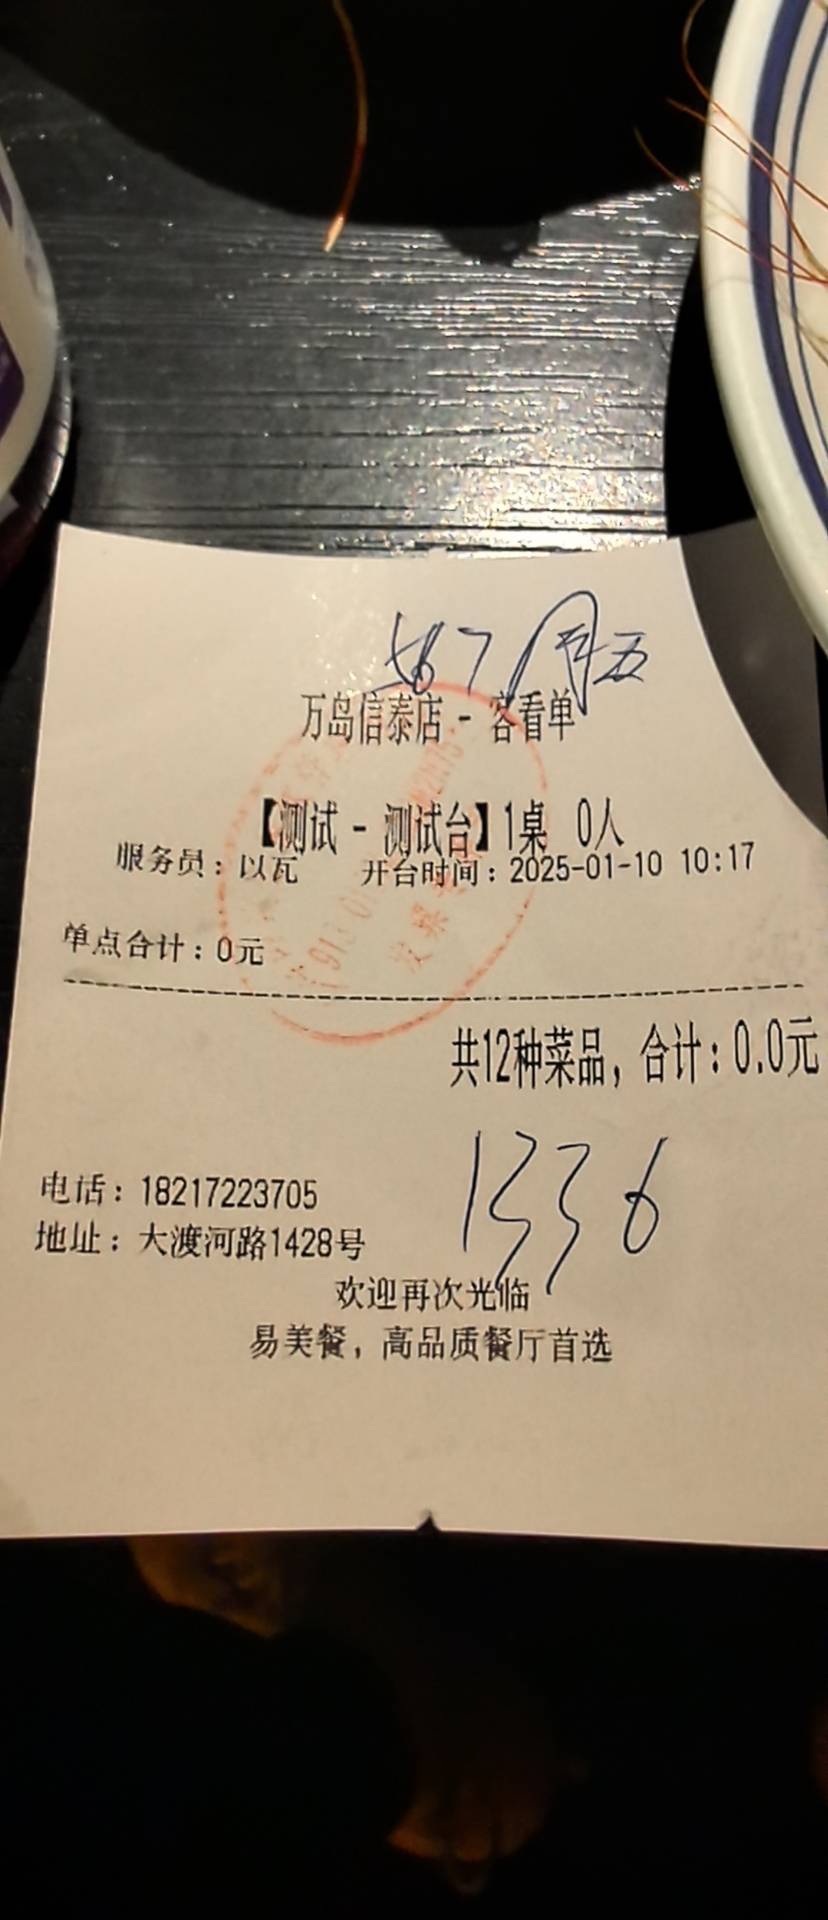 万岛信泰店 - 客看单
【测试 - 测试台】1桌 0人
服务员：以瓦 开台时间：2025-01-10 10:17
单点合计：0元
共12种菜品，合计：0.0元
1336
电话：18217223705
地址：大渡河路1428号
欢迎再次光临
易美餐，高品质餐厅首选